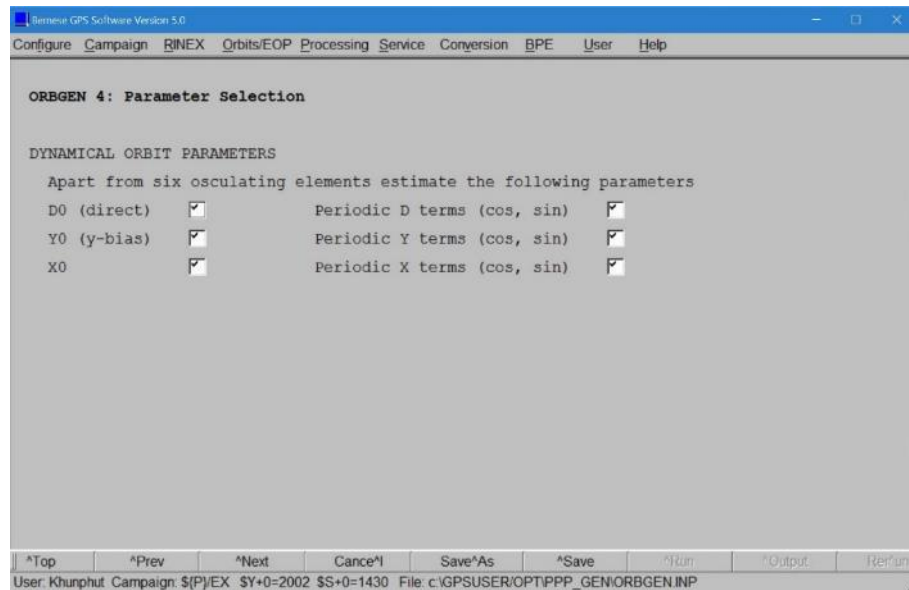 Bernese GPS Software Version 5.0
Configure Campaign RINEX Orbits/EOP Processing Service Conversion BPE User Help
ORBGEN 4: Parameter Selection
DYNAMICAL ORBIT PARAMETERS
Apart from six osculating elements estimate the following parameters
D0 (direct) Periodic D terms (cos, sin)
Y0 (y-bias) Periodic Y terms (cos, sin)
X0 Periodic X terms (cos, sin)
^Top ^Prev ^Next Cance^l Save^As ^Save ^Run ^Output Rer^un
User: Khunphut Campaign: ${P}/EX $Y+0=2002 $S+0=1430 File: c:\GPSUSER/OPT\PPP_GEN\ORBGEN.INP